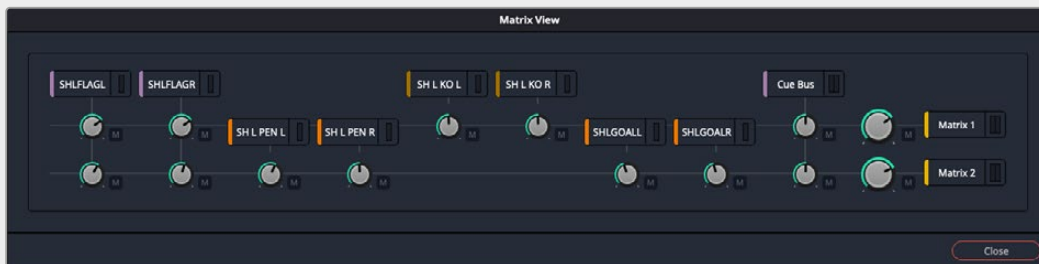 Matrix View
SHLFLAGL
SHLFLAGR
SH L KO L
SH L KO R
Cue Bus
M
M
M
M
M
M
Matrix 1
SH L PEN L
SH L PEN R
SHLGOALL
SHLGOALR
M
M
M
M
M
M
M
M
Matrix 2
Close